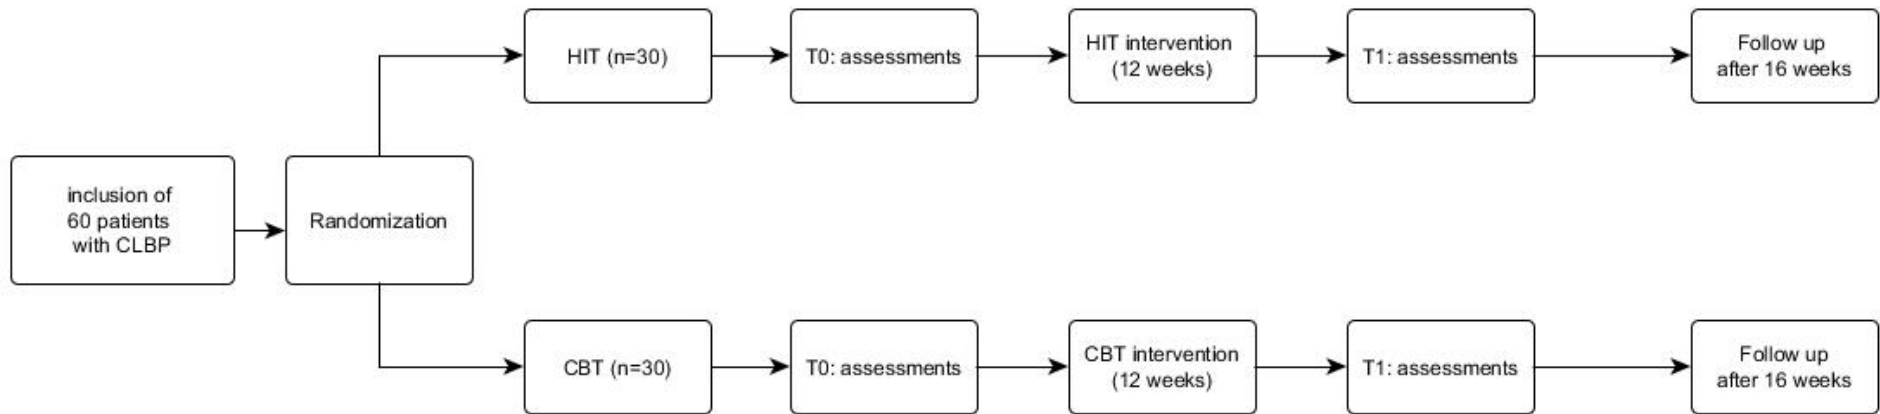 HIT (n=30)
T0: assessments
HIT intervention
(12 weeks)
T1: assessments
Follow up
after 16 weeks
inclusion of
60 patients
with CLBP
Randomization
CBT (n=30)
T0: assessments
CBT intervention
(12 weeks)
T1: assessments
Follow up
after 16 weeks